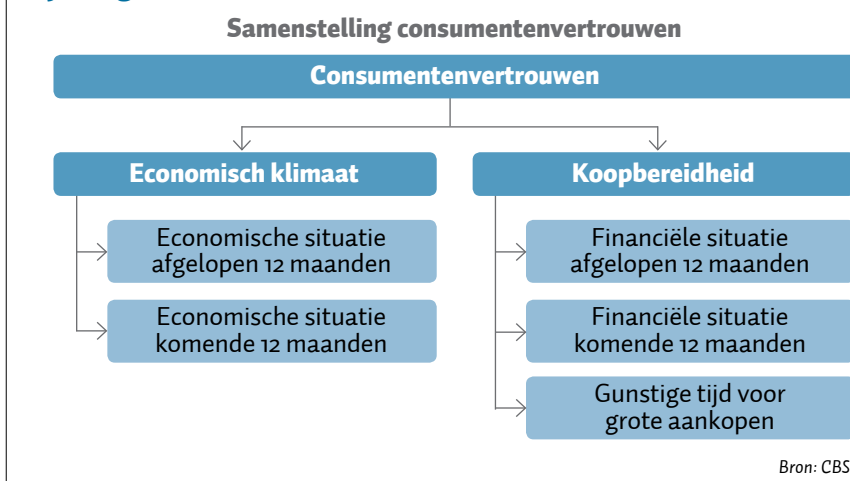 Samenstelling consumentenvertrouwen
Consumentenvertrouwen
Economisch klimaat
Economische situatie
afgelopen 12 maanden
Economische situatie
komende 12 maanden
Koopbereidheid
Financiële situatie
afgelopen 12 maanden
Financiële situatie
komende 12 maanden
Gunstige tijd voor
grote aankopen
Bron: CBS